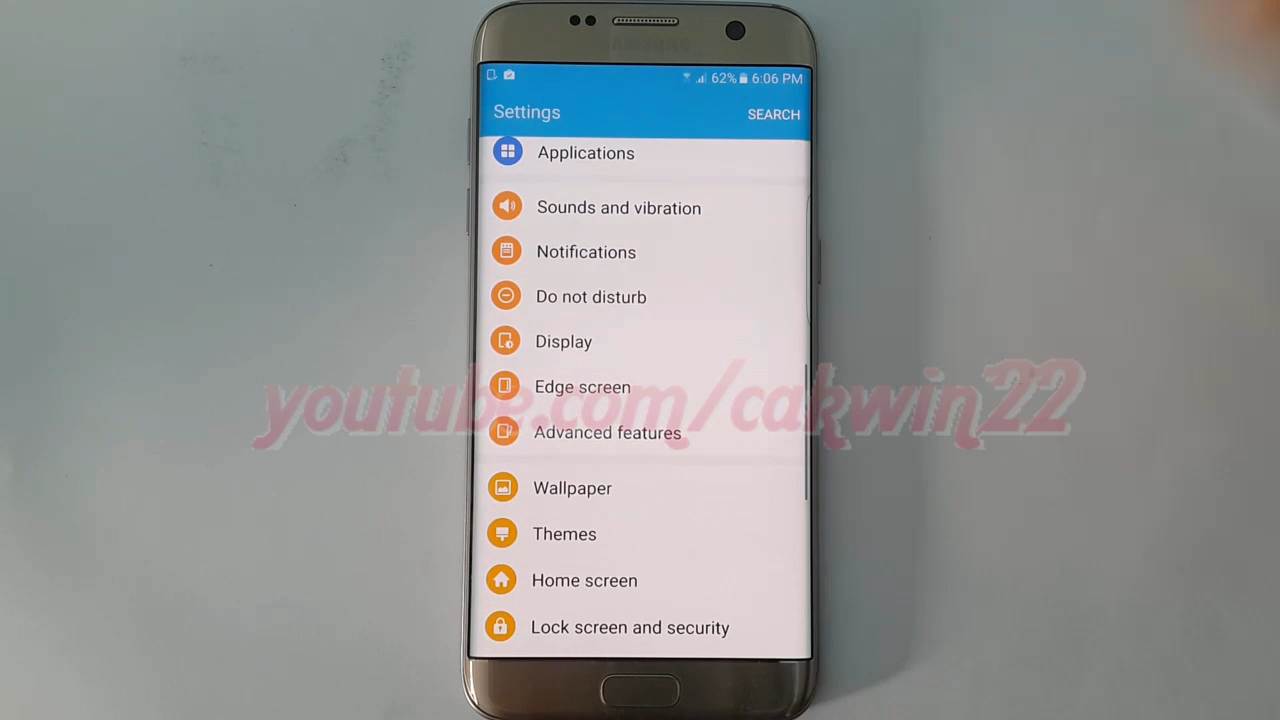 SAMSUNG
62% 6:06 PM
Settings
SEARCH
Applications
Sounds and vibration
Notifications
Do not disturb
Display
Edge screen
youtube.com/cakwin22
Advanced features
Wallpaper
Themes
Home screen
Lock screen and security